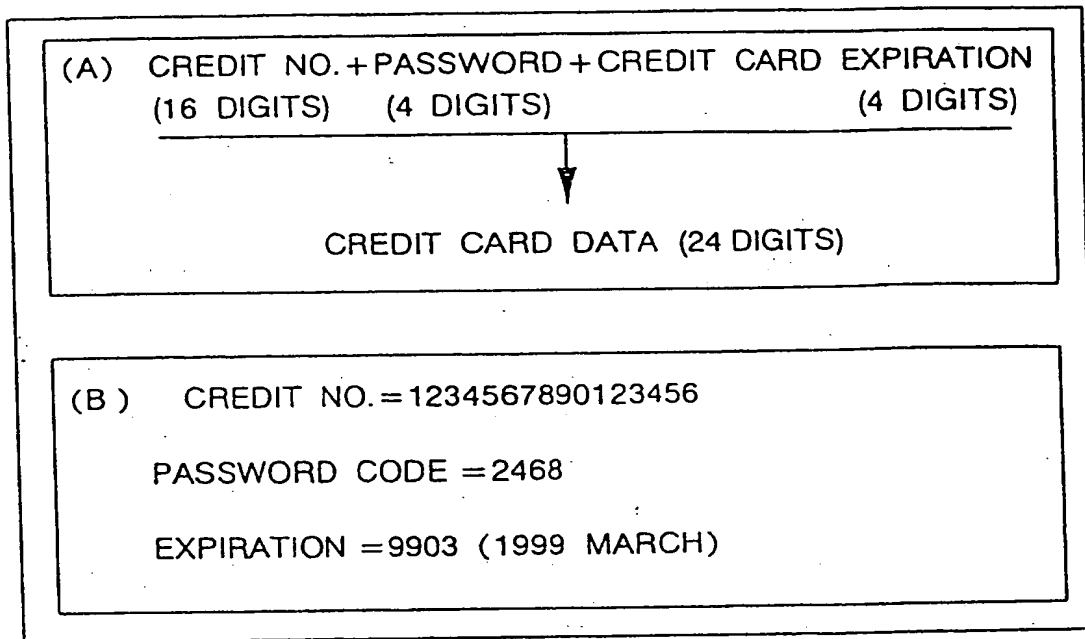 (A) CREDIT NO.+PASSWORD+CREDIT CARD EXPIRATION
(16 DIGITS) (4 DIGITS) (4 DIGITS)
CREDIT CARD DATA (24 DIGITS)
(B) CREDIT NO.=1234567890123456
PASSWORD CODE =2468
EXPIRATION =9903 (1999 MARCH)